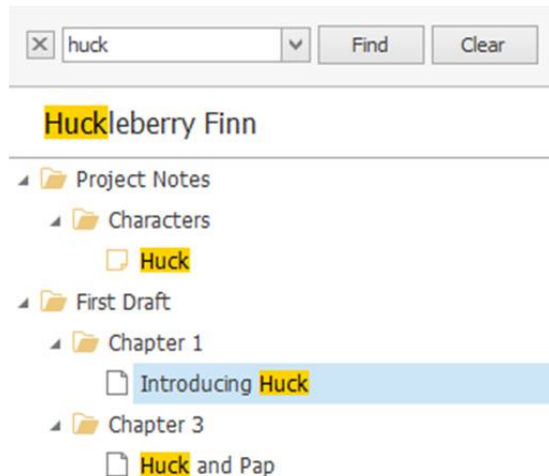 huck Find Clear
Huckleberry Finn
Project Notes
Characters
Huck
First Draft
Chapter 1
Introducing Huck
Chapter 3
Huck and Pap